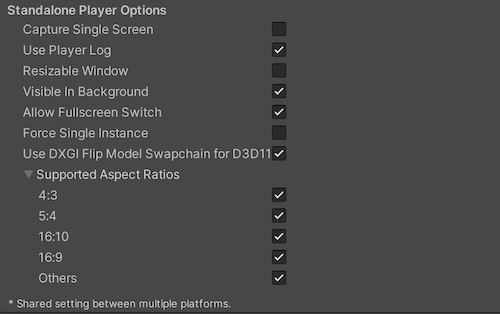 Standalone Player Options
Capture Single Screen
Use Player Log
Resizable Window
Visible In Background
Allow Fullscreen Switch
Force Single Instance
Use DXGI Flip Model Swapchain for D3D11
Supported Aspect Ratios
4:3
5:4
16:10
16:9
Others
* Shared setting between multiple platforms.